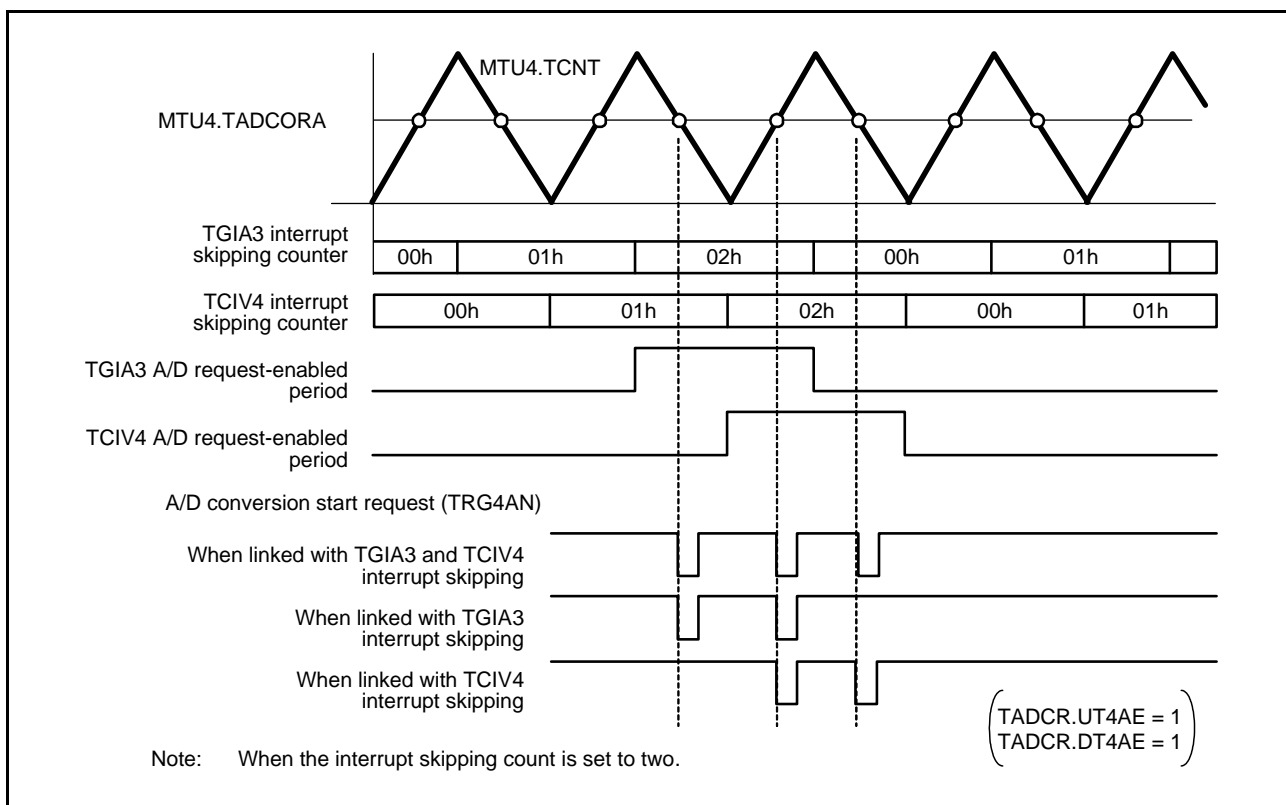 MTU4.TCNT
MTU4.TADCORA
TGIA3 interrupt
skipping counter
00h 01h 02h 00h 01h
TCIV4 interrupt
skipping counter
00h 01h 02h 00h 01h
TGIA3 A/D request-enabled
period
TCIV4 A/D request-enabled
period
A/D conversion start request (TRG4AN)
When linked with TGIA3 and TCIV4
interrupt skipping
When linked with TGIA3
interrupt skipping
When linked with TCIV4
interrupt skipping
TADCR.UT4AE = 1
TADCR.DT4AE = 1
Note: When the interrupt skipping count is set to two.